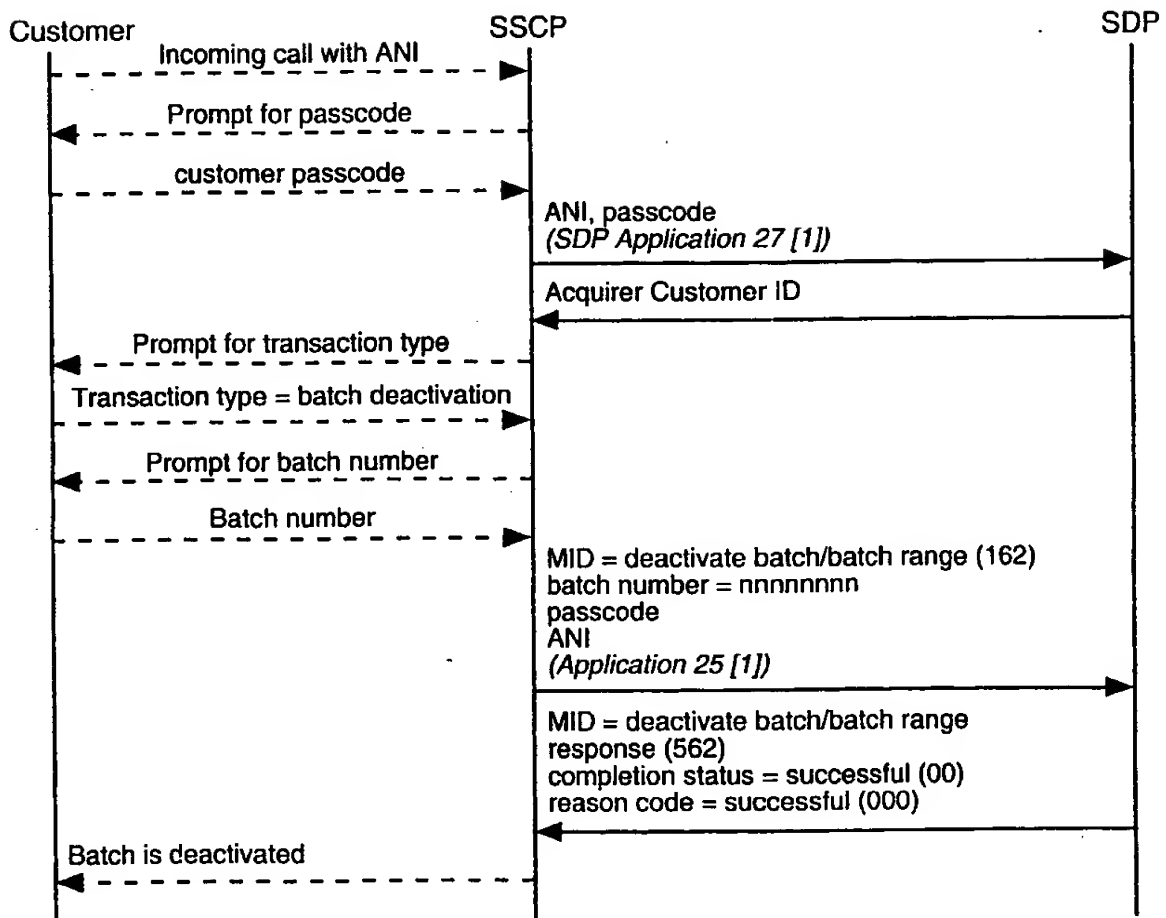 Customer
SSCP
SDP
Incoming call with ANI
Prompt for passcode
customer passcode
ANI, passcode
(SDP Application 27 [1])
Acquirer Customer ID
Prompt for transaction type
Transaction type = batch deactivation
Prompt for batch number
Batch number
MID = deactivate batch/batch range (162)
batch number = nnnnnnnnn
passcode
ANI
(Application 25 [1])
MID = deactivate batch/batch range
response (562)
completion status = successful (00)
reason code = successful (000)
Batch is deactivated